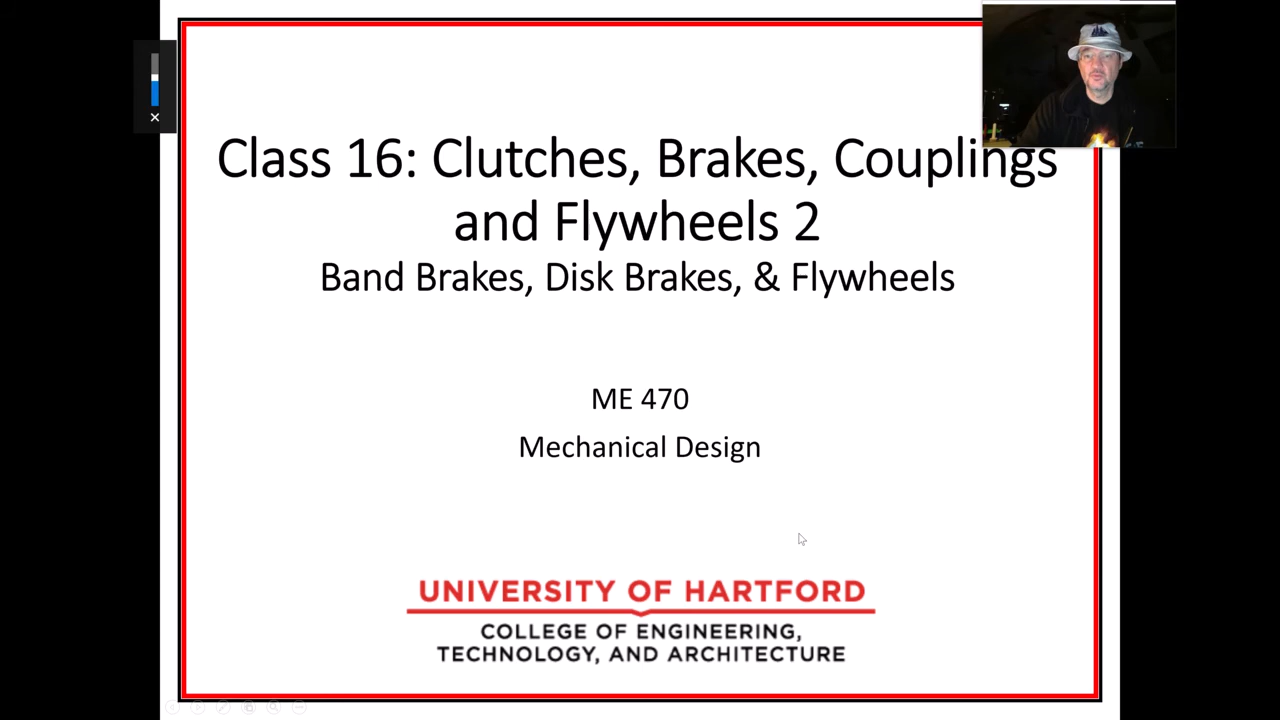 Class 16: Clutches, Brakes, Couplings
and Flywheels 2
Band Brakes, Disk Brakes, & Flywheels
ME 470
Mechanical Design
UNIVERSITY OF HARTFORD
COLLEGE OF ENGINEERING,
TECHNOLOGY, AND ARCHITECTURE